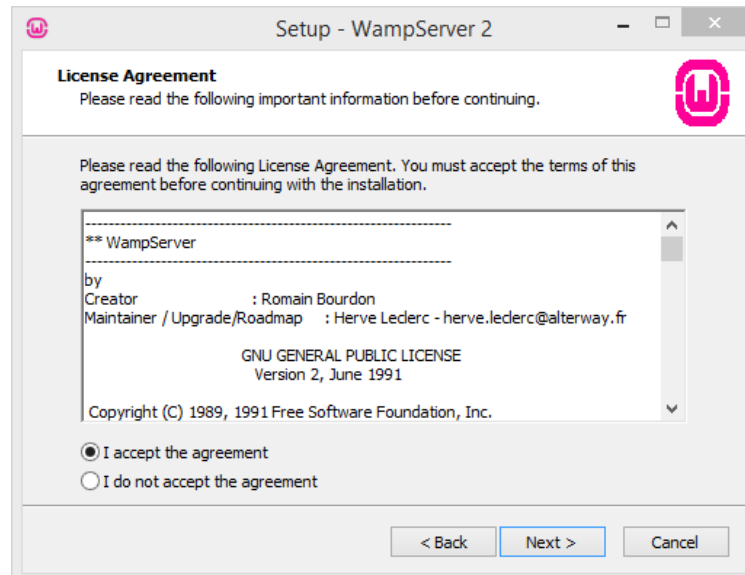 Setup - WampServer 2
License Agreement
Please read the following important information before continuing.
Please read the following License Agreement. You must accept the terms of this
agreement before continuing with the installation.
------------------------------------------------------------------
** WampServer
------------------------------------------------------------------
by
Creator : Romain Bourdon
Maintainer / Upgrade/Roadmap : Herve Leclerc - herve.leclerc@alterway.fr
GNU GENERAL PUBLIC LICENSE
Version 2, June 1991
Copyright (C) 1989, 1991 Free Software Foundation, Inc.
I accept the agreement
I do not accept the agreement
< Back Next > Cancel